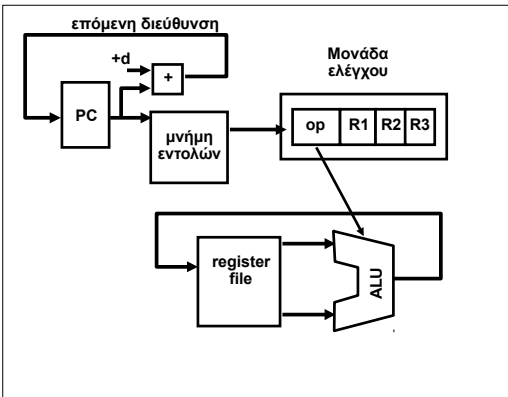 επόμενη διεύθυνση
+d
+
PC
μνήμη
εντολών
Μονάδα
ελέγχου
op R1 R2 R3
register
file
ALU